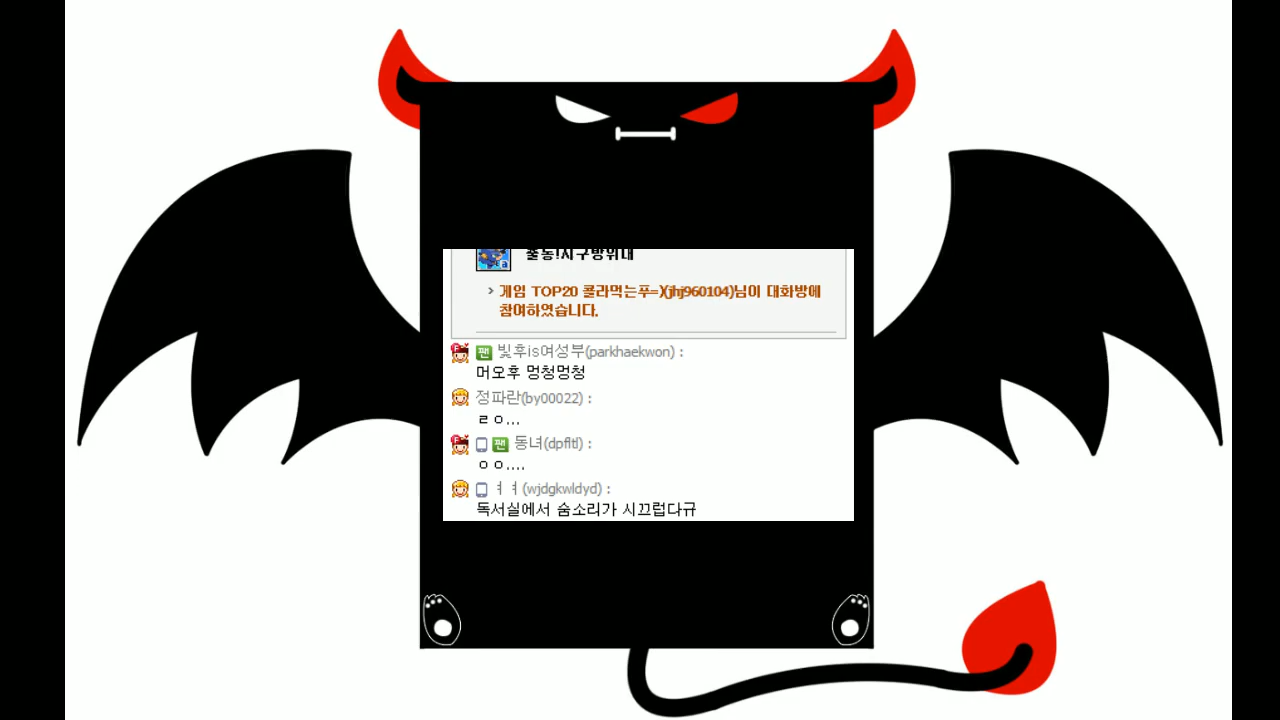 출동!지구방위대
> 게임 TOP20 콜라먹는푸=)(jhj960104)님이 대화방에
참여하였습니다.
팬 빛후is여성부(parkhaekwon) :
머오후 멍청멍청
정파란(by00022) :
ㄹㅇ...
팬 동녀(dpfltl) :
ㅇㅇ....
ㅕㅕ(wjdgkwldyd) :
독서실에서 숨소리가 시끄럽다규